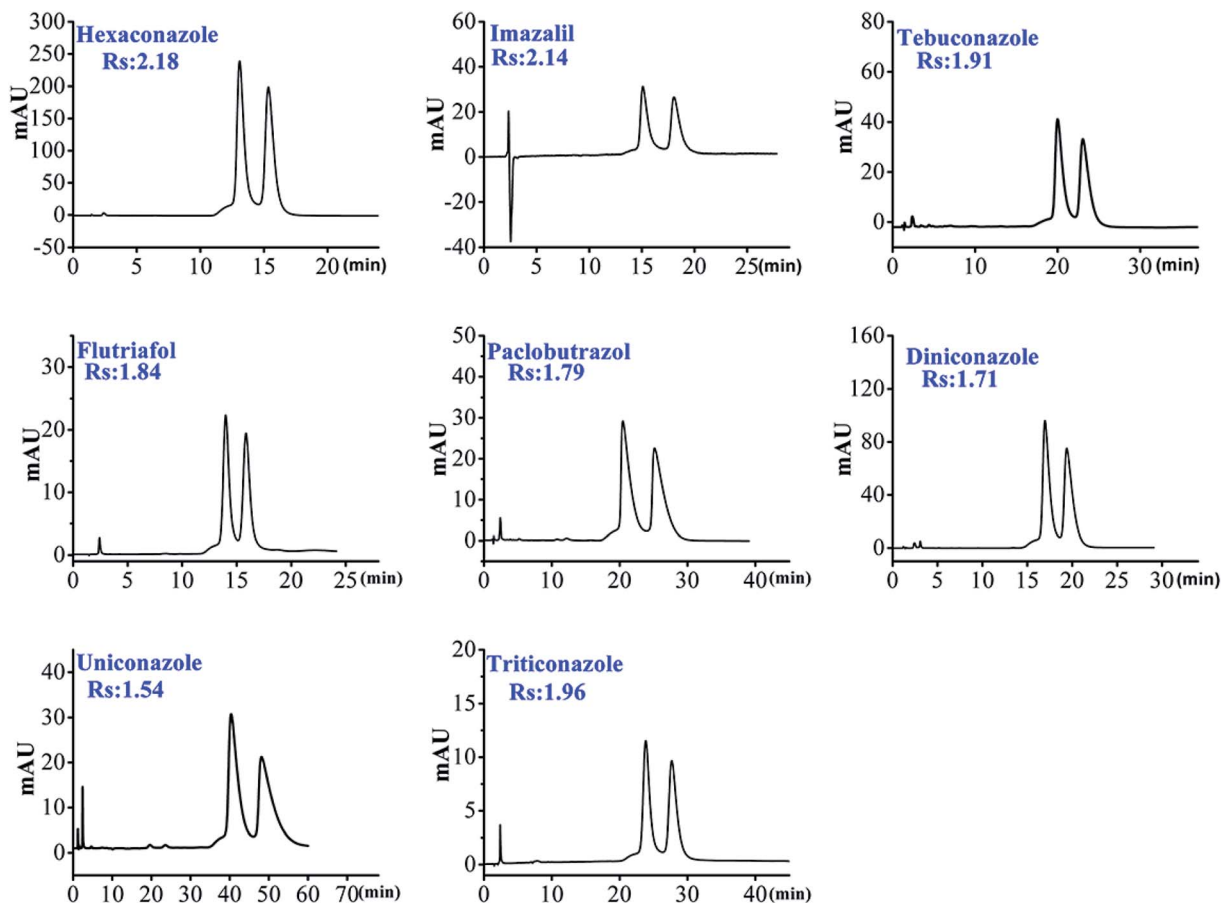 Hexaconazole
Rs:2.18
mAU
300
250
200
150
100
50
0
-50
0 5 10 15 20 (min)
Imazalil
Rs:2.14
mAU
60
40
20
0
-20
-40
0 5 10 15 20 25 (min)
Tebuconazole
Rs:1.91
mAU
80
60
40
20
0
0 10 20 30 (min)
Flutriafol
Rs:1.84
mAU
30
20
10
0
0 5 10 15 20 25 (min)
Paclobutrazol
Rs:1.79
mAU
50
40
30
20
10
0
0 10 20 30 40 (min)
Diniconazole
Rs:1.71
mAU
160
120
80
40
0
0 5 10 15 20 30 (min)
Uniconazole
Rs:1.54
mAU
40
30
20
10
0
0 10 20 30 40 50 60 70 (min)
Triticonazole
Rs:1.96
mAU
20
15
10
5
0
0 10 20 30 40 (min)